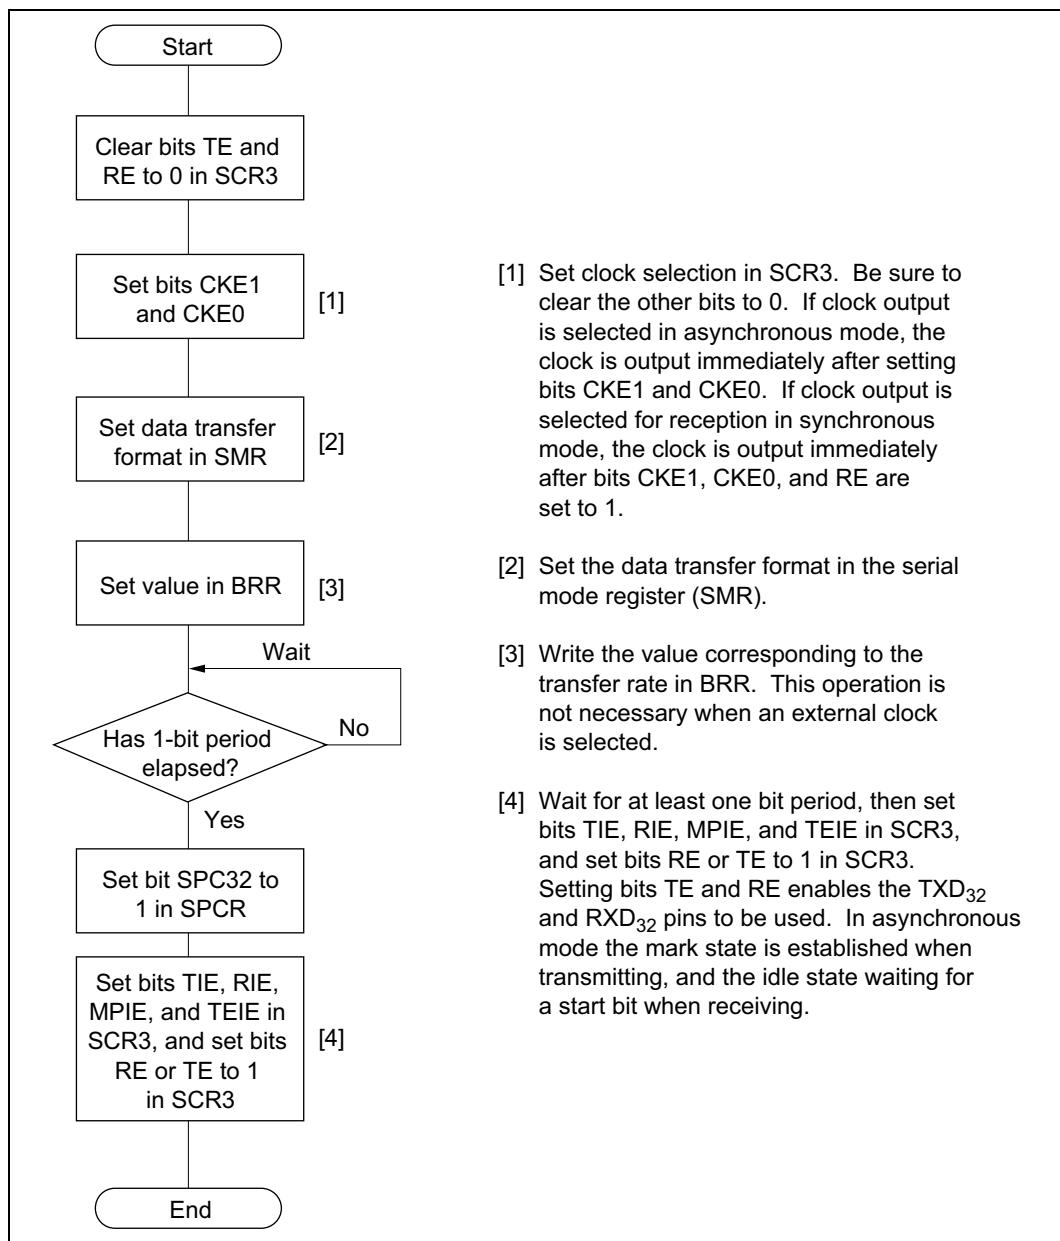 Start
Clear bits TE and
RE to 0 in SCR3
Set bits CKE1
and CKE0
[1]
Set data transfer
format in SMR
[2]
Set value in BRR
[3]
Wait
Has 1-bit period
elapsed?
No
Yes
Set bit SPC32 to
1 in SPCR
Set bits TIE, RIE,
MPIE, and TEIE in
SCR3, and set bits
RE or TE to 1
in SCR3
[4]
End
[1] Set clock selection in SCR3. Be sure to
clear the other bits to 0. If clock output
is selected in asynchronous mode, the
clock is output immediately after setting
bits CKE1 and CKE0. If clock output is
selected for reception in synchronous
mode, the clock is output immediately
after bits CKE1, CKE0, and RE are
set to 1.
[2] Set the data transfer format in the serial
mode register (SMR).
[3] Write the value corresponding to the
transfer rate in BRR. This operation is
not necessary when an external clock
is selected.
[4] Wait for at least one bit period, then set
bits TIE, RIE, MPIE, and TEIE in SCR3,
and set bits RE or TE to 1 in SCR3.
Setting bits TE and RE enables the TXD32
and RXD32 pins to be used. In asynchronous
mode the mark state is established when
transmitting, and the idle state waiting for
a start bit when receiving.